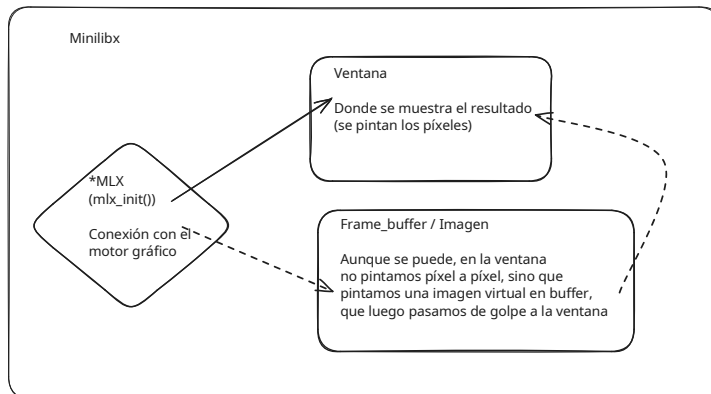 Minilibx
Ventana
Donde se muestra el resultado
(se pintan los píxeles)
*MLX
(mlx_init())
Conexión con el
motor gráfico
Frame_buffer / Imagen
Aunque se puede, en la ventana
no pintamos píxel a píxel, sino que
pintamos una imagen virtual en buffer,
que luego pasamos de golpe a la ventana